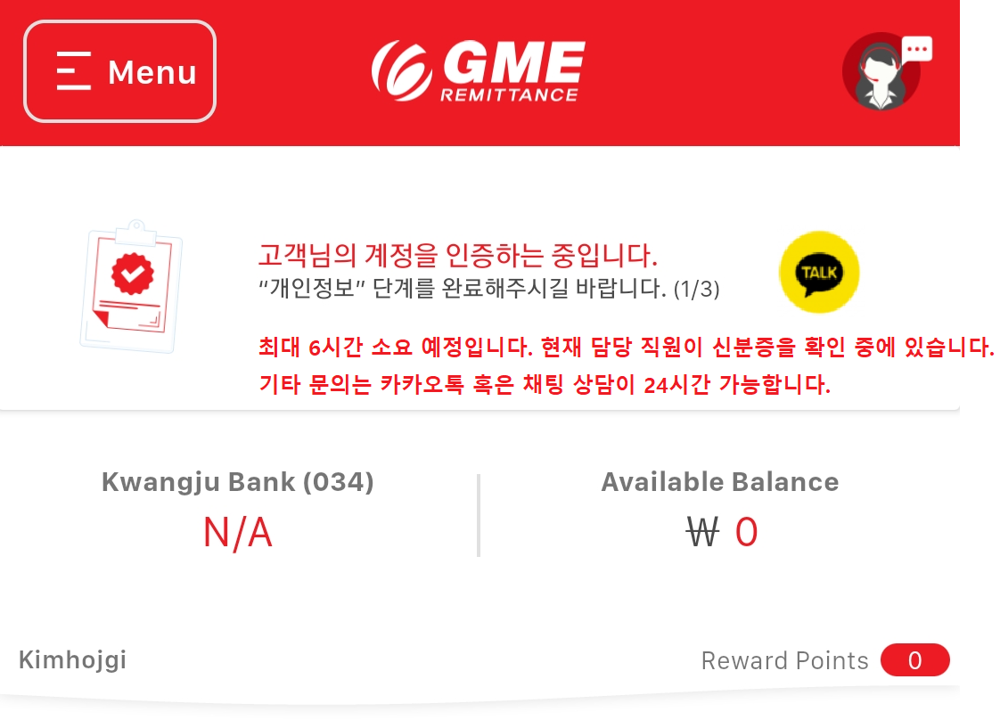 Menu
GME
REMITTANCE
고객님의 계정을 인증하는 중입니다.
“개인정보” 단계를 완료해주시길 바랍니다. (1/3)
TALK
최대 6시간 소요 예정입니다. 현재 담당 직원이 신분증을 확인 중에 있습니다.
기타 문의는 카카오톡 혹은 채팅 상담이 24시간 가능합니다.
Kwangju Bank (034)
N/A
Available Balance
₩ 0
Kimhojgi
Reward Points 0